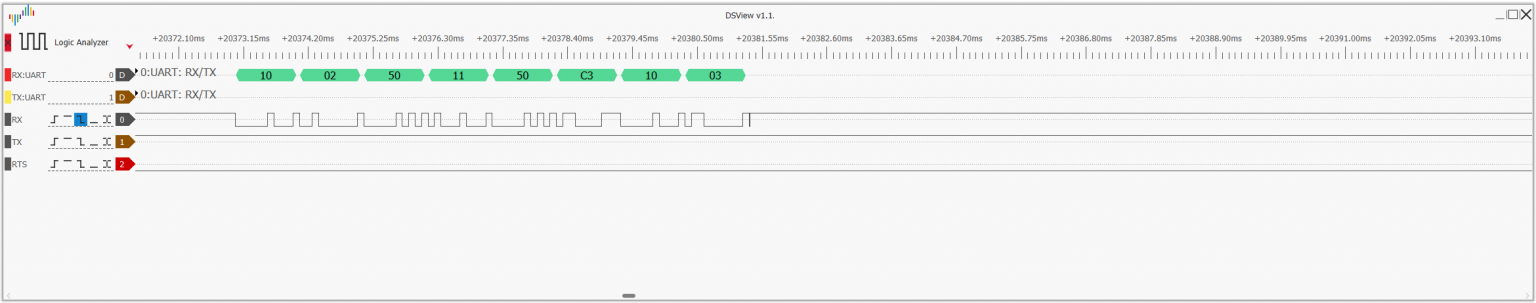 DSView v1.1.
Logic Analyzer
+20372.10ms +20373.15ms +20374.20ms +20375.25ms +20376.30ms +20377.35ms +20378.40ms +20379.45ms +20380.50ms +20381.55ms +20382.60ms +20383.65ms +20384.70ms +20385.75ms +20386.80ms +20387.85ms +20388.90ms +20389.95ms +20391.00ms +20392.05ms +20393.10ms
RX:UART 0 D 0:UART: RX/TX 10 02 50 11 50 C3 10 03
TX:UART 1 D 0:UART: RX/TX
RX 0
TX 1
RTS 2